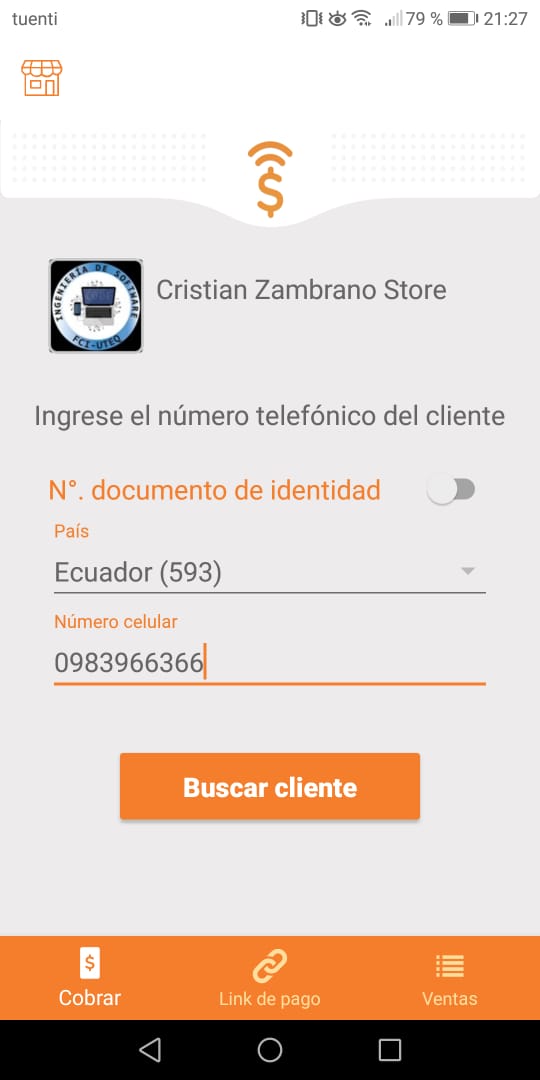 tuenti
79 % 21:27
$
INGENIERÍA DE SOFTWARE
FCI-UTEQ
Cristian Zambrano Store
Ingrese el número telefónico del cliente
N°. documento de identidad
País
Ecuador (593)
Número celular
0983966366
Buscar cliente
$
Cobrar
Link de pago
Ventas